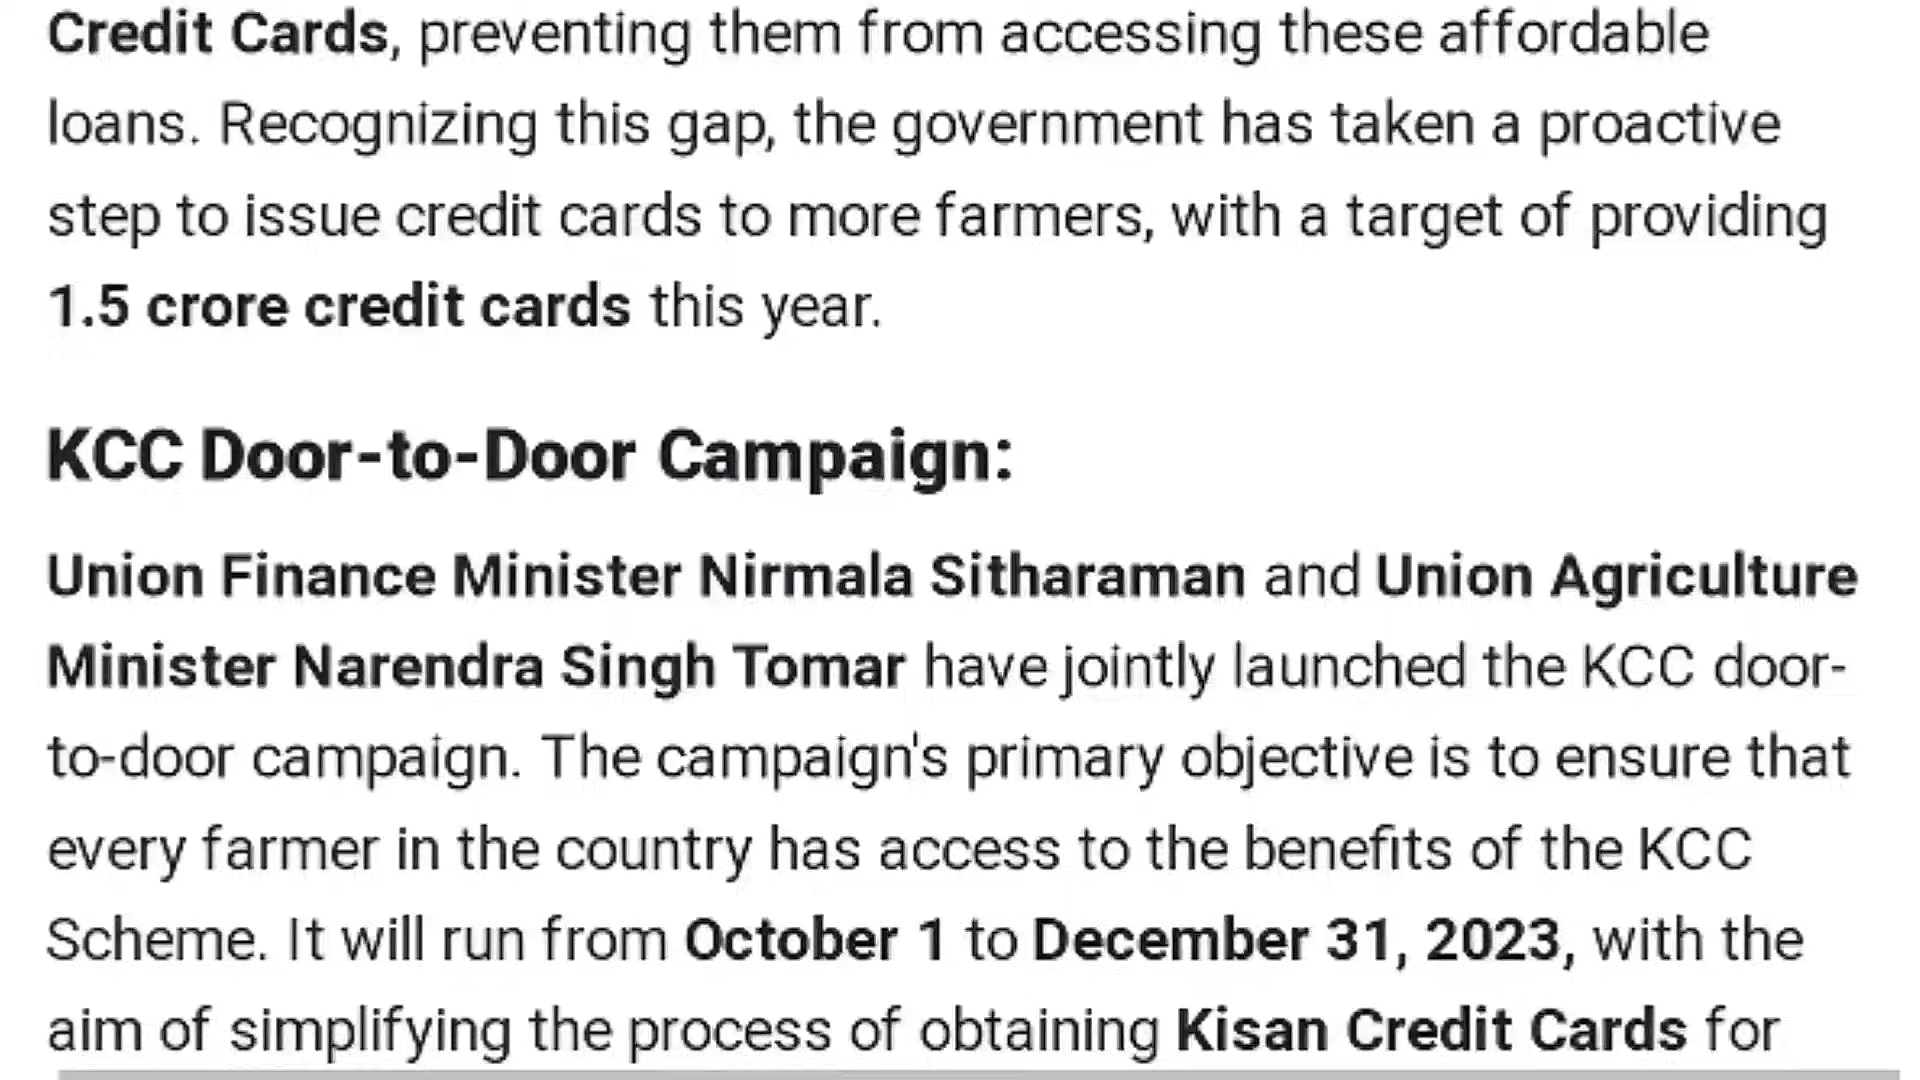 Credit Cards, preventing them from accessing these affordable
loans. Recognizing this gap, the government has taken a proactive
step to issue credit cards to more farmers, with a target of providing
1.5 crore credit cards this year.
KCC Door-to-Door Campaign:
Union Finance Minister Nirmala Sitharaman and Union Agriculture
Minister Narendra Singh Tomar have jointly launched the KCC door-
to-door campaign. The campaign's primary objective is to ensure that
every farmer in the country has access to the benefits of the KCC
Scheme. It will run from October 1 to December 31, 2023, with the
aim of simplifying the process of obtaining Kisan Credit Cards for